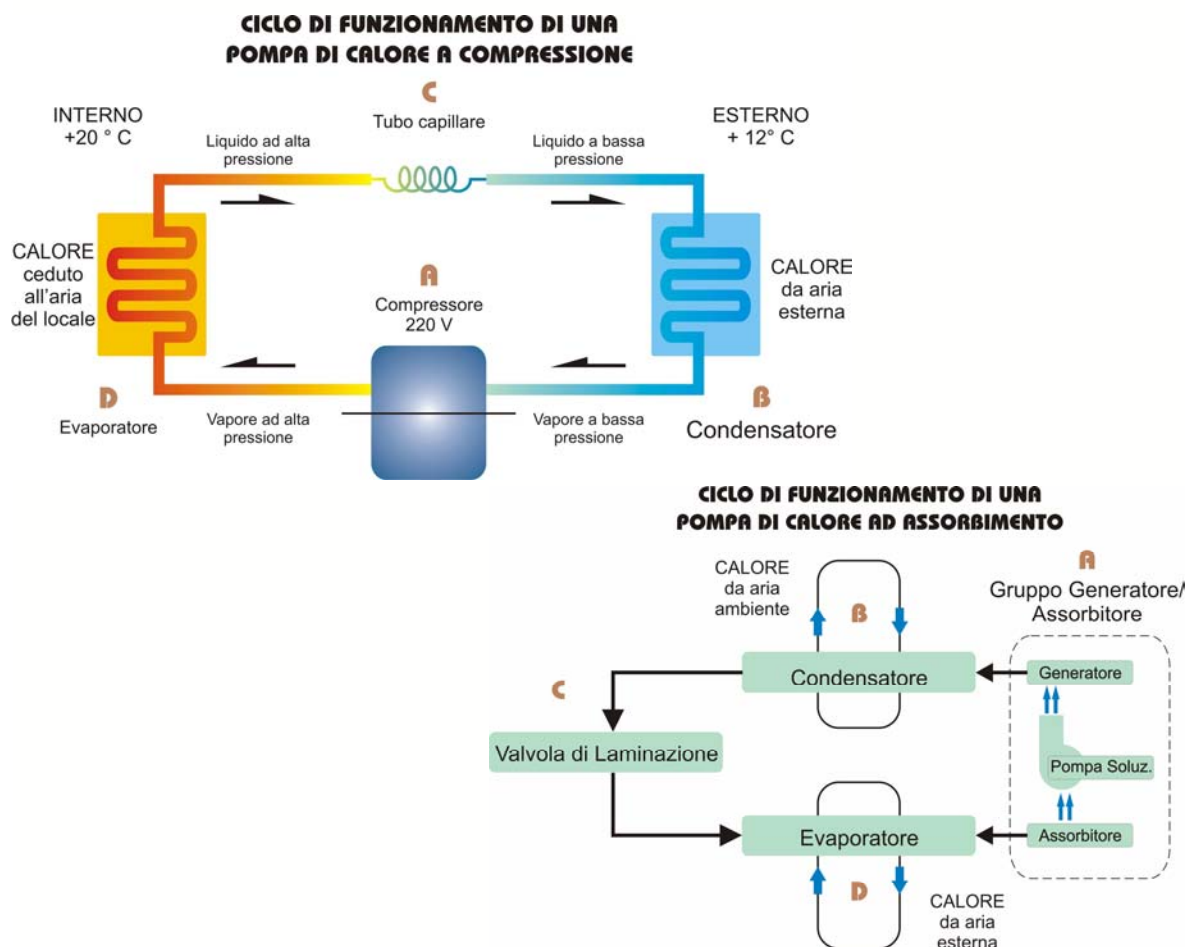 CICLO DI FUNZIONAMENTO DI UNA
POMPA DI CALORE A COMPRESSIONE
C
Tubo capillare
INTERNO
+20 ° C
ESTERNO
+ 12° C
Liquido ad alta
pressione
Liquido a bassa
pressione
CALORE
ceduto
all'aria
del locale
A
Compressore
220 V
CALORE
da aria
esterna
D
Evaporatore
Vapore ad alta
pressione
Vapore a bassa
pressione
B
Condensatore
CICLO DI FUNZIONAMENTO DI UNA
POMPA DI CALORE AD ASSORBIMENTO
CALORE
da aria
ambiente
B
A
Gruppo Generatore/
Assorbitore
Condensatore
Generatore
C
Valvola di Laminazione
Pompa Soluz.
Evaporatore
Assorbitore
D
CALORE
da aria
esterna